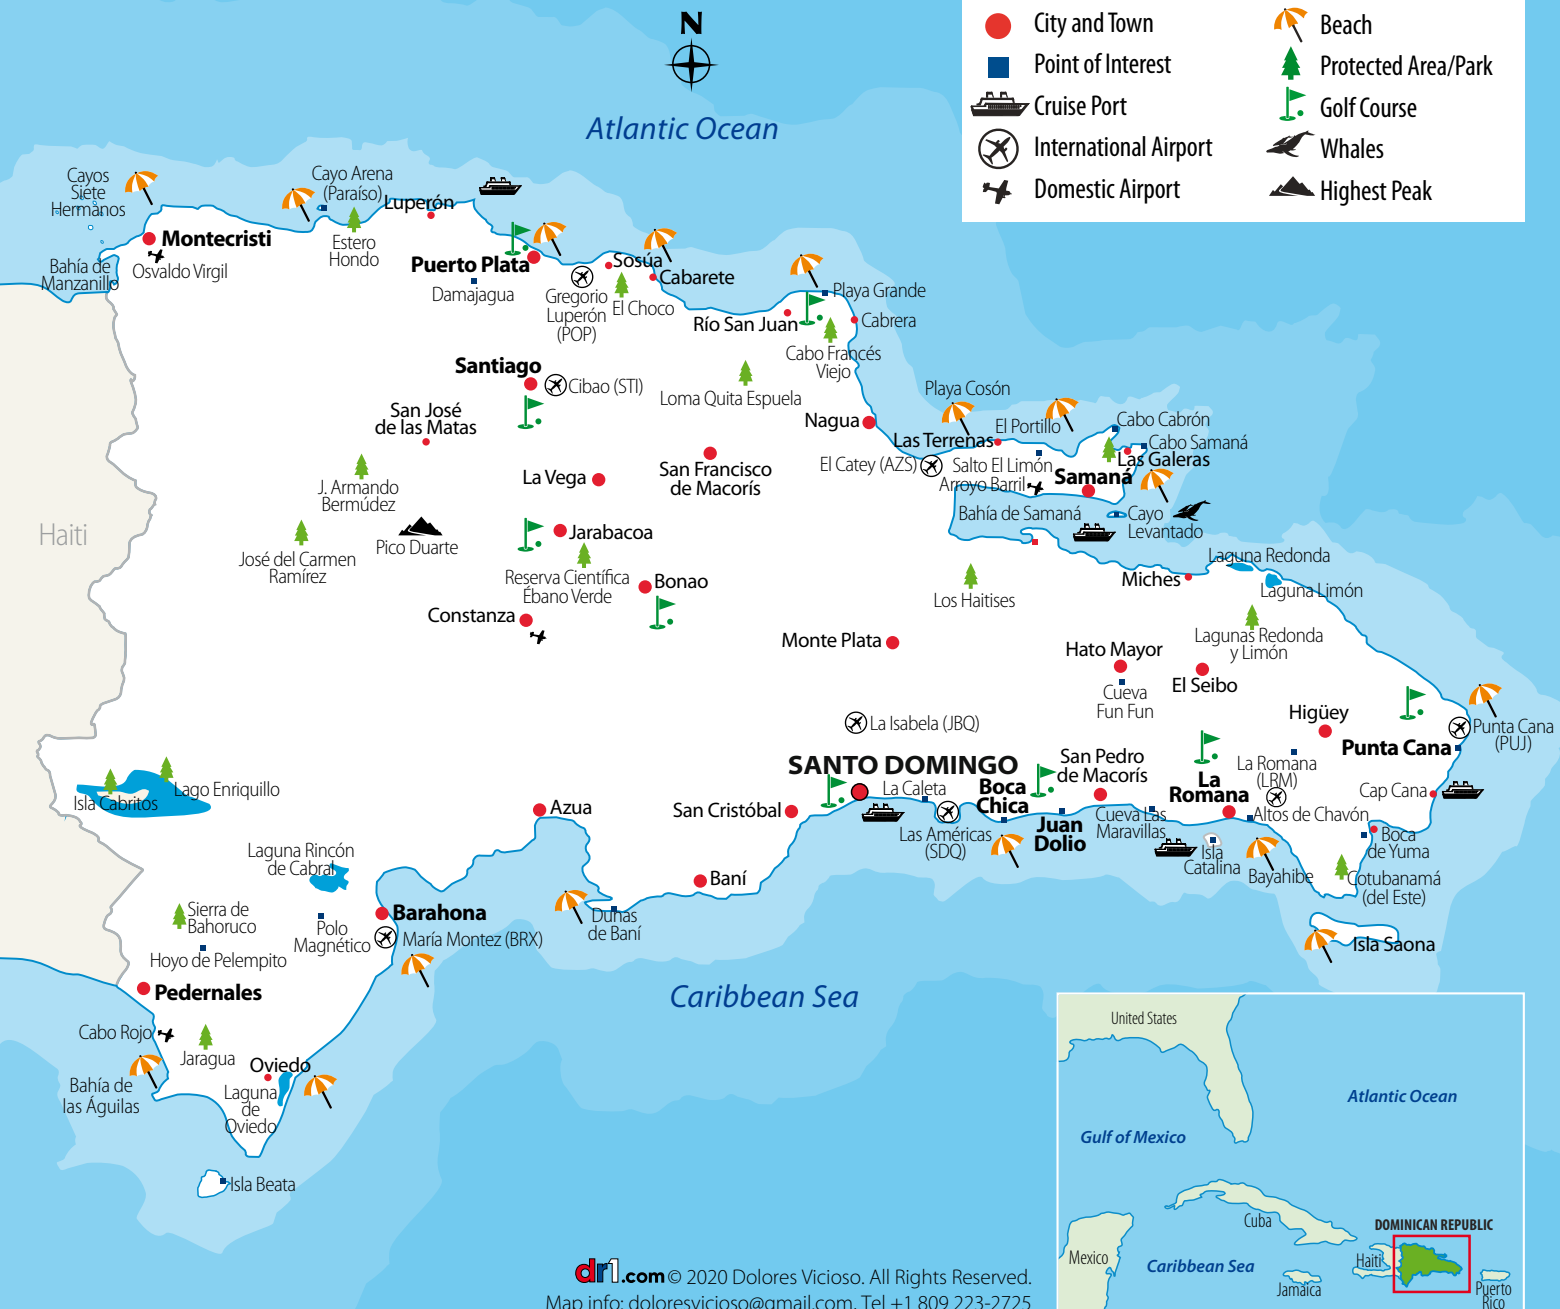 N
Atlantic Ocean
City and Town
Point of Interest
Cruise Port
International Airport
Domestic Airport
Beach
Protected Area/Park
Golf Course
Whales
Highest Peak
Cayos
Siete
Hermanos
Cayo Arena
(Paraíso)
Luperón
Montecristi
Osvaldo Virgil
Bahía de
Manzanillo
Estero
Hondo
Puerto Plata
Damajagua
Sosúa
Cabarete
Gregorio
Luperón
(POP)
El Choco
Playa Grande
Río San Juan
Cabrera
Cabo Francés
Viejo
Santiago
Cibao (STI)
Loma Quita Espuela
San José
de las Matas
Nagua
Playa Cosón
Las Terrenas
El Portillo
Cabo Cabrón
Cabo Samaná
Las Galeras
El Catey (AZS)
Salto El Limón
Arroyo Barril
Samaná
Bahía de Samaná
Cayo
Levantado
La Vega
San Francisco
de Macorís
J. Armando
Bermúdez
Haiti
Pico Duarte
Jarabacoa
José del Carmen
Ramírez
Reserva Científica
Ébano Verde
Bonao
Constanza
Los Haitises
Miches
Laguna Redonda
Laguna Limón
Lagunas Redonda
y Limón
Monte Plata
Hato Mayor
Cueva
Fun Fun
El Seibo
Higüey
La Isabela (JBQ)
Punta Cana
Punta Cana
(PUJ)
SANTO DOMINGO
La Caleta
Boca
Chica
San Pedro
de Macorís
La
Romana
La Romana
(LRM)
Cap Cana
Altos de Chavón
Boca
de Yuma
Las Américas
(SDQ)
Juan
Dolio
Cueva Las
Maravillas
Isla
Catalina
Bayahibe
Cotubanamá
(del Este)
Isla Saona
Lago Enriquillo
Isla Cabritos
Azua
San Cristóbal
Baní
Dunas
de Baní
Laguna Rincón
de Cabral
Sierra de
Bahoruco
Polo
Magnético
Barahona
María Montez (BRX)
Hoyo de Pelempito
Pedernales
Cabo Rojo
Jaragua
Oviedo
Laguna
de
Oviedo
Bahía de
las Águilas
Isla Beata
Caribbean Sea
United States
Atlantic Ocean
Gulf of Mexico
Cuba
Mexico
Caribbean Sea
Jamaica
Haiti
DOMINICAN REPUBLIC
Puerto
Rico
dr1.com © 2020 Dolores Vicioso. All Rights Reserved.
Map info: doloresvicioso@gmail.com. Tel +1 809 223-2725